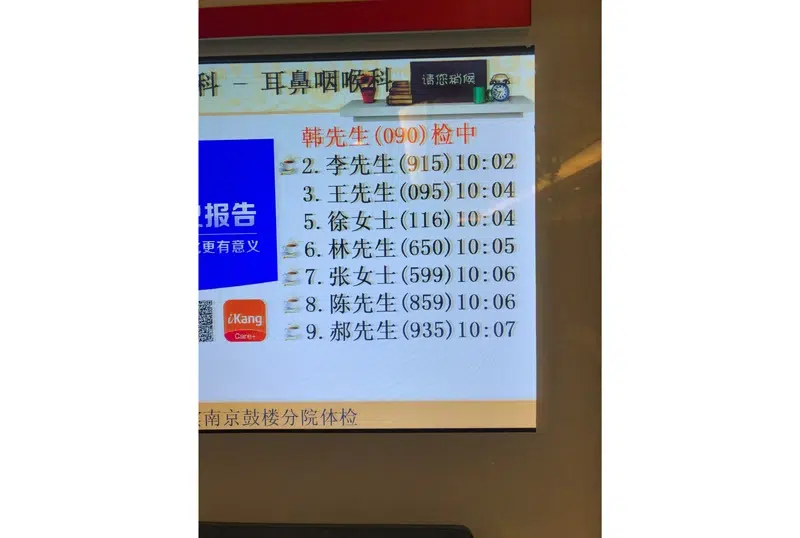 科 - 耳鼻咽喉科
请您稍候
韩先生(090)检中
2.李先生(915)10:02
3.王先生(095)10:04
5.徐女士(116)10:04
6.林先生(650)10:05
7.张女士(599)10:06
8.陈先生(859)10:06
9.郝先生(935)10:07
报告
更有意义
iKang
Care+
南京鼓楼分院体检